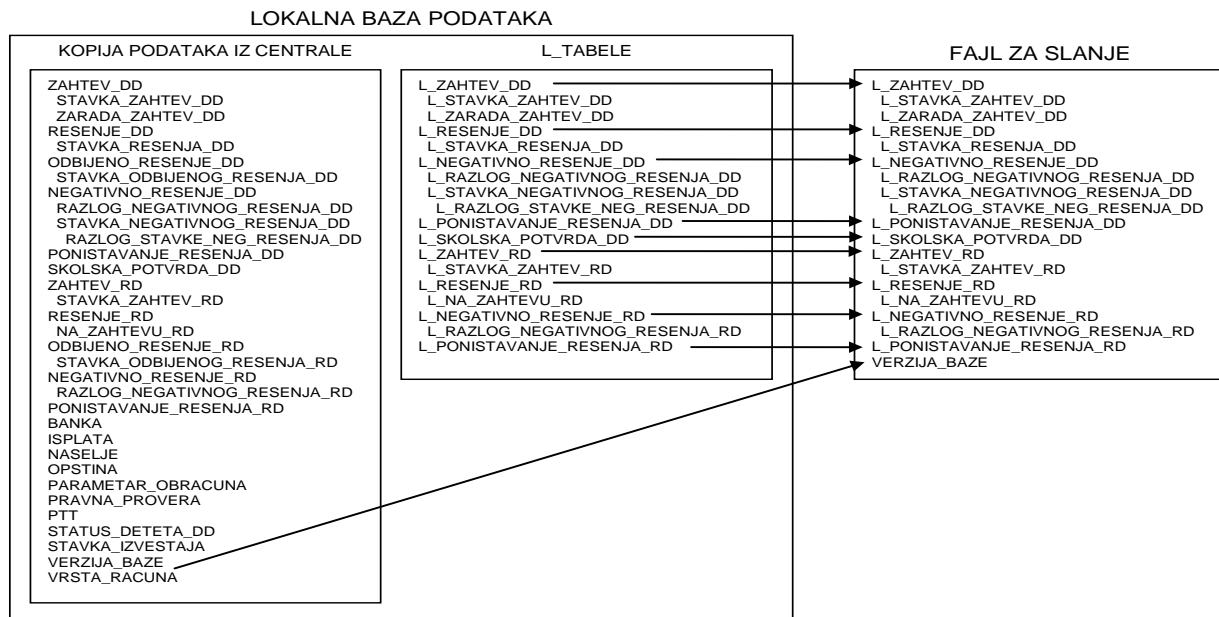 LOKALNA BAZA PODATAKA
KOPIJA PODATAKA IZ CENTRALE
ZAHTEV_DD
STAVKA_ZAHTEV_DD
ZARADA_ZAHTEV_DD
RESENJE_DD
STAVKA_RESENJA_DD
ODBIJENO_RESENJE_DD
STAVKA_ODBIJENOG_RESENJA_DD
NEGATIVNO_RESENJE_DD
RAZLOG_NEGATIVNOG_RESENJA_DD
STAVKA_NEGATIVNOG_RESENJA_DD
RAZLOG_STAVKE_NEG_RESENJA_DD
PONISTAVANJE_RESENJA_DD
SKOLSKA_POTVRDA_DD
ZAHTEV_RD
STAVKA_ZAHTEV_RD
RESENJE_RD
NA_ZAHTEVU_RD
ODBIJENO_RESENJE_RD
STAVKA_ODBIJENOG_RESENJA_RD
NEGATIVNO_RESENJE_RD
RAZLOG_NEGATIVNOG_RESENJA_RD
PONISTAVANJE_RESENJA_RD
BANKA
ISPLATA
NASELJE
OPSTINA
PARAMETAR_OBRACUNA
PRAVNA_PROVERA
PTT
STATUS_DETETA_DD
STAVKA_IZVESTAJA
VERZIJA_BAZE
VRSTA_RACUNA
L_TABELE
L_ZAHTEV_DD
L_STAVKA_ZAHTEV_DD
L_ZARADA_ZAHTEV_DD
L_RESENJE_DD
L_STAVKA_RESENJA_DD
L_NEGATIVNO_RESENJE_DD
L_RAZLOG_NEGATIVNOG_RESENJA_DD
L_STAVKA_NEGATIVNOG_RESENJA_DD
L_RAZLOG_STAVKE_NEG_RESENJA_DD
L_PONISTAVANJE_RESENJA_DD
L_SKOLSKA_POTVRDA_DD
L_ZAHTEV_RD
L_STAVKA_ZAHTEV_RD
L_RESENJE_RD
L_NA_ZAHTEVU_RD
L_NEGATIVNO_RESENJE_RD
L_RAZLOG_NEGATIVNOG_RESENJA_RD
L_PONISTAVANJE_RESENJA_RD
FAJL ZA SLANJE
L_ZAHTEV_DD
L_STAVKA_ZAHTEV_DD
L_ZARADA_ZAHTEV_DD
L_RESENJE_DD
L_STAVKA_RESENJA_DD
L_NEGATIVNO_RESENJE_DD
L_RAZLOG_NEGATIVNOG_RESENJA_DD
L_STAVKA_NEGATIVNOG_RESENJA_DD
L_RAZLOG_STAVKE_NEG_RESENJA_DD
L_PONISTAVANJE_RESENJA_DD
L_SKOLSKA_POTVRDA_DD
L_ZAHTEV_RD
L_STAVKA_ZAHTEV_RD
L_RESENJE_RD
L_NA_ZAHTEVU_RD
L_NEGATIVNO_RESENJE_RD
L_RAZLOG_NEGATIVNOG_RESENJA_RD
L_PONISTAVANJE_RESENJA_RD
VERZIJA_BAZE